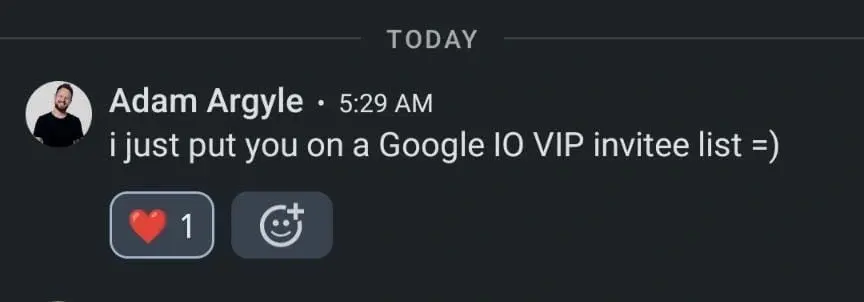 TODAY
Adam Argyle • 5:29 AM
i just put you on a Google IO VIP invitee list =)
❤️ 1